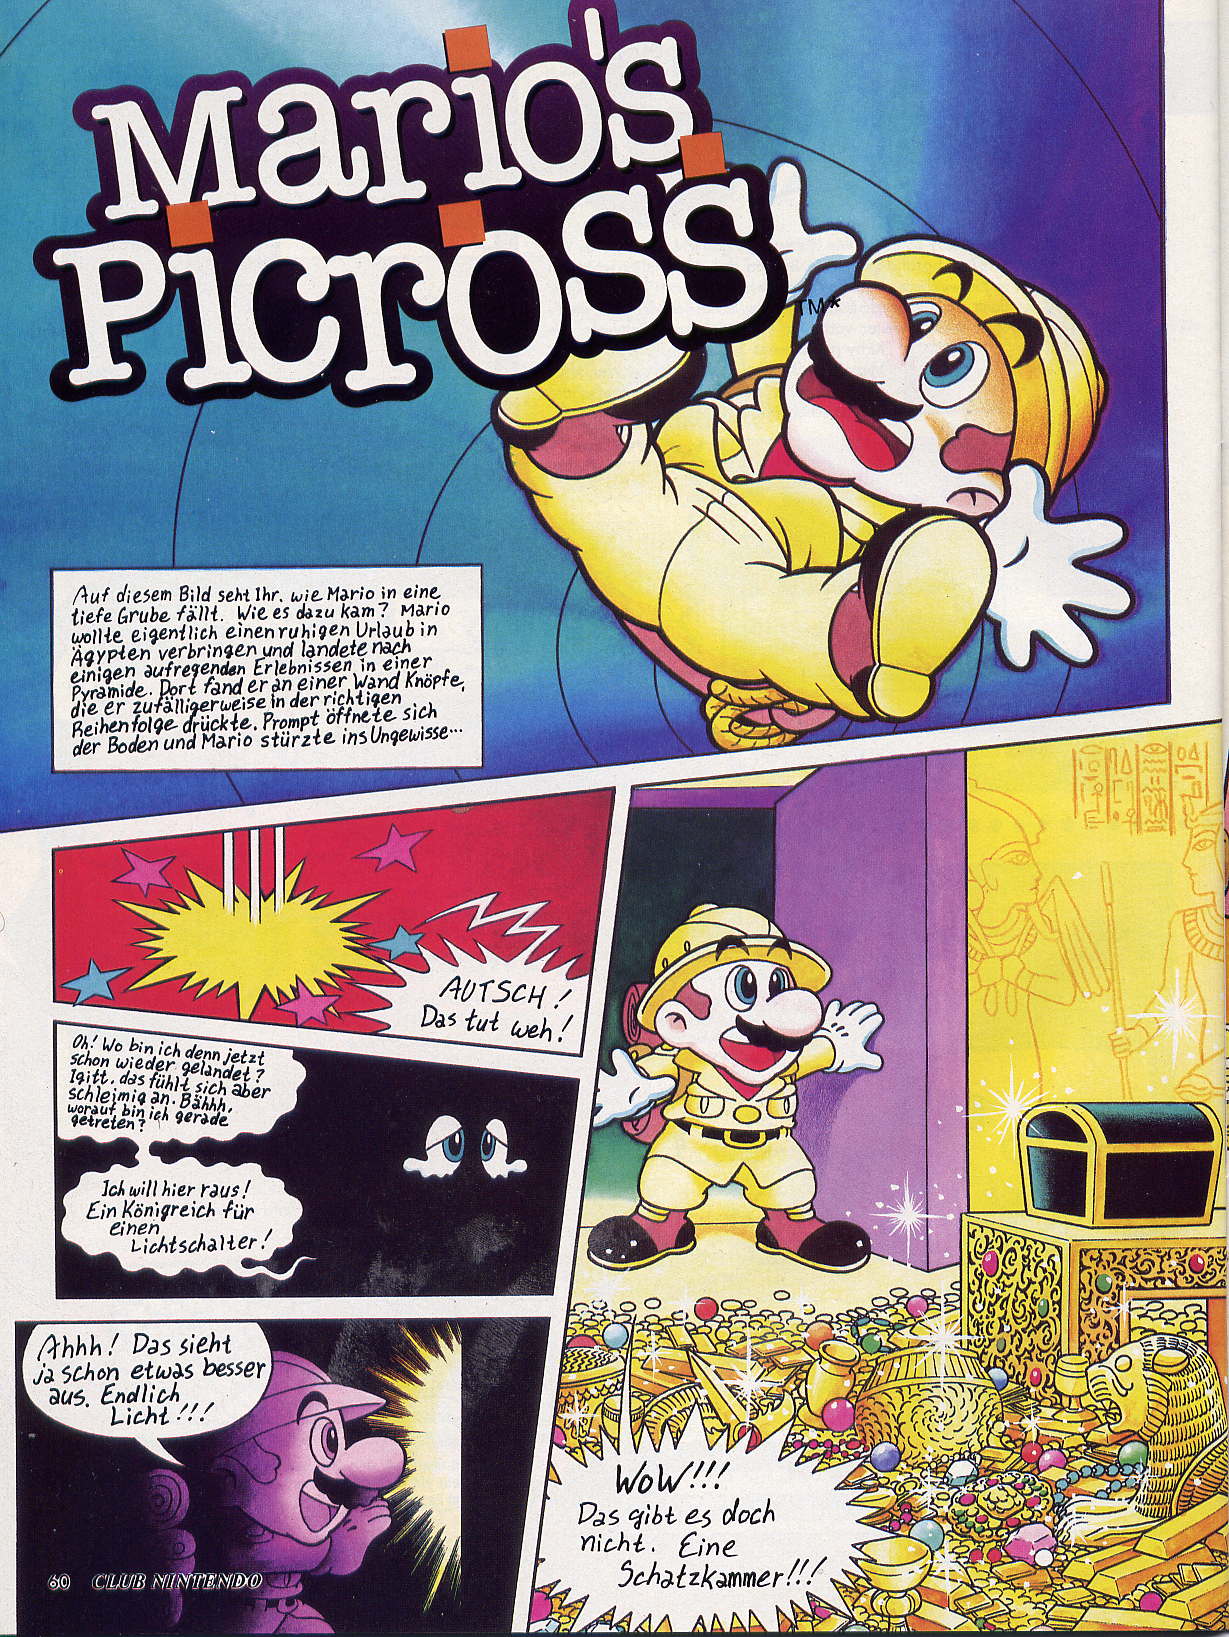 Mario's
Picross
TM*
Auf diesem Bild seht Ihr, wie Mario in eine
tiefe Grube fällt. Wie es dazu kam? Mario
wollte eigentlich einen ruhigen Urlaub in
Ägypten verbringen und landete nach
einigen aufregenden Erlebnissen in einer
Pyramide. Dort fand er an einer Wand Knöpfe,
die er zufälligerweise in der richtigen
Reihenfolge drückte. Prompt öffnete sich
der Boden und Mario stürzte ins Ungewisse...
AUTSCH!
Das tut weh!
Oh! Wo bin ich denn jetzt
schon wieder gelandet?
Igitt, das fühlt sich aber
schleimig an. Bähhh,
worauf bin ich gerade
getreten?
Ich will hier raus!
Ein Königreich für
einen
Lichtschalter!
Ahhh! Das sieht
ja schon etwas besser
aus. Endlich
Licht!!!
WOW!!!
Das gibt es doch
nicht. Eine
Schatzkammer!!!
60 CLUB NINTENDO